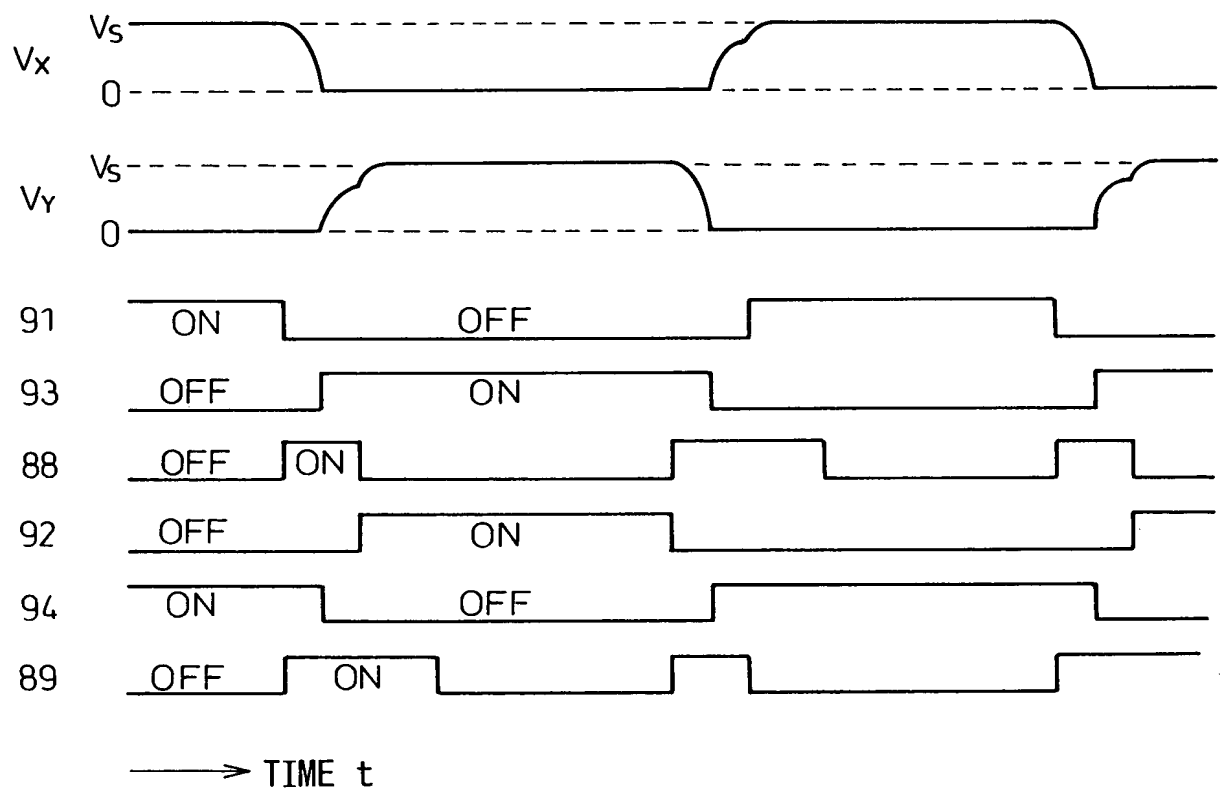 Vs
Vx
0
Vs
VY
0
91 ON OFF
93 OFF ON
88 OFF ON
92 OFF ON
94 ON OFF
89 OFF ON
TIME t